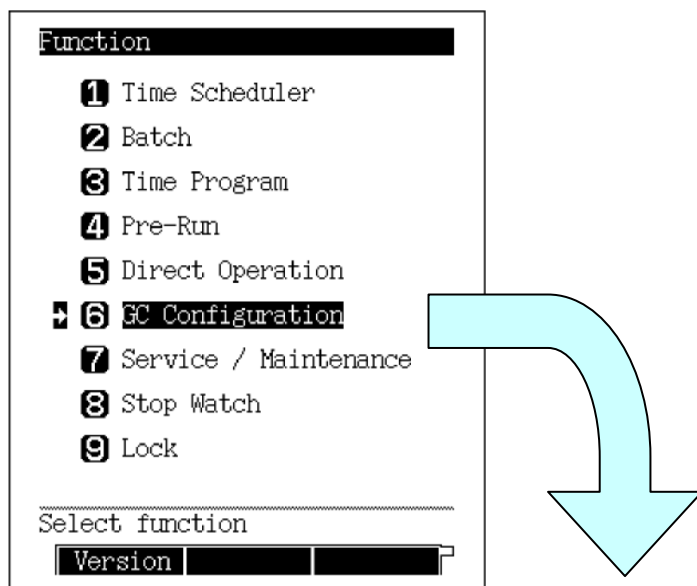 Function
1 Time Scheduler
2 Batch
3 Time Program
4 Pre-Run
5 Direct Operation
6 GC Configuration
7 Service / Maintenance
8 Stop Watch
9 Lock
Select function
Version